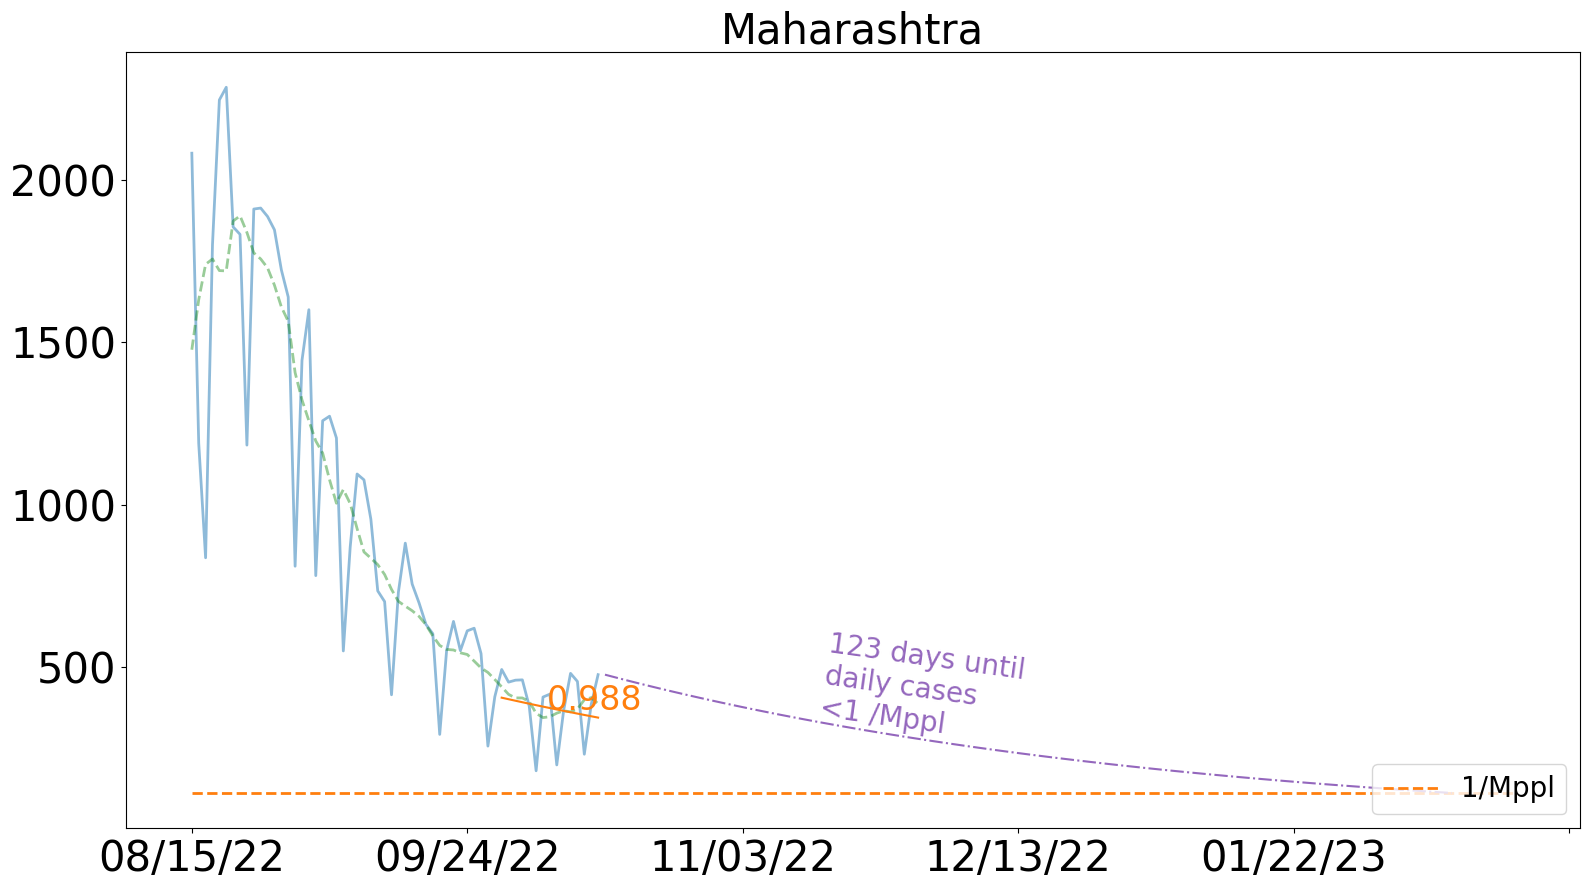 Maharashtra
2000
1500
1000
500
0.988
123 days until
daily cases
<1 /Mppl
1/Mppl
08/15/22
09/24/22
11/03/22
12/13/22
01/22/23